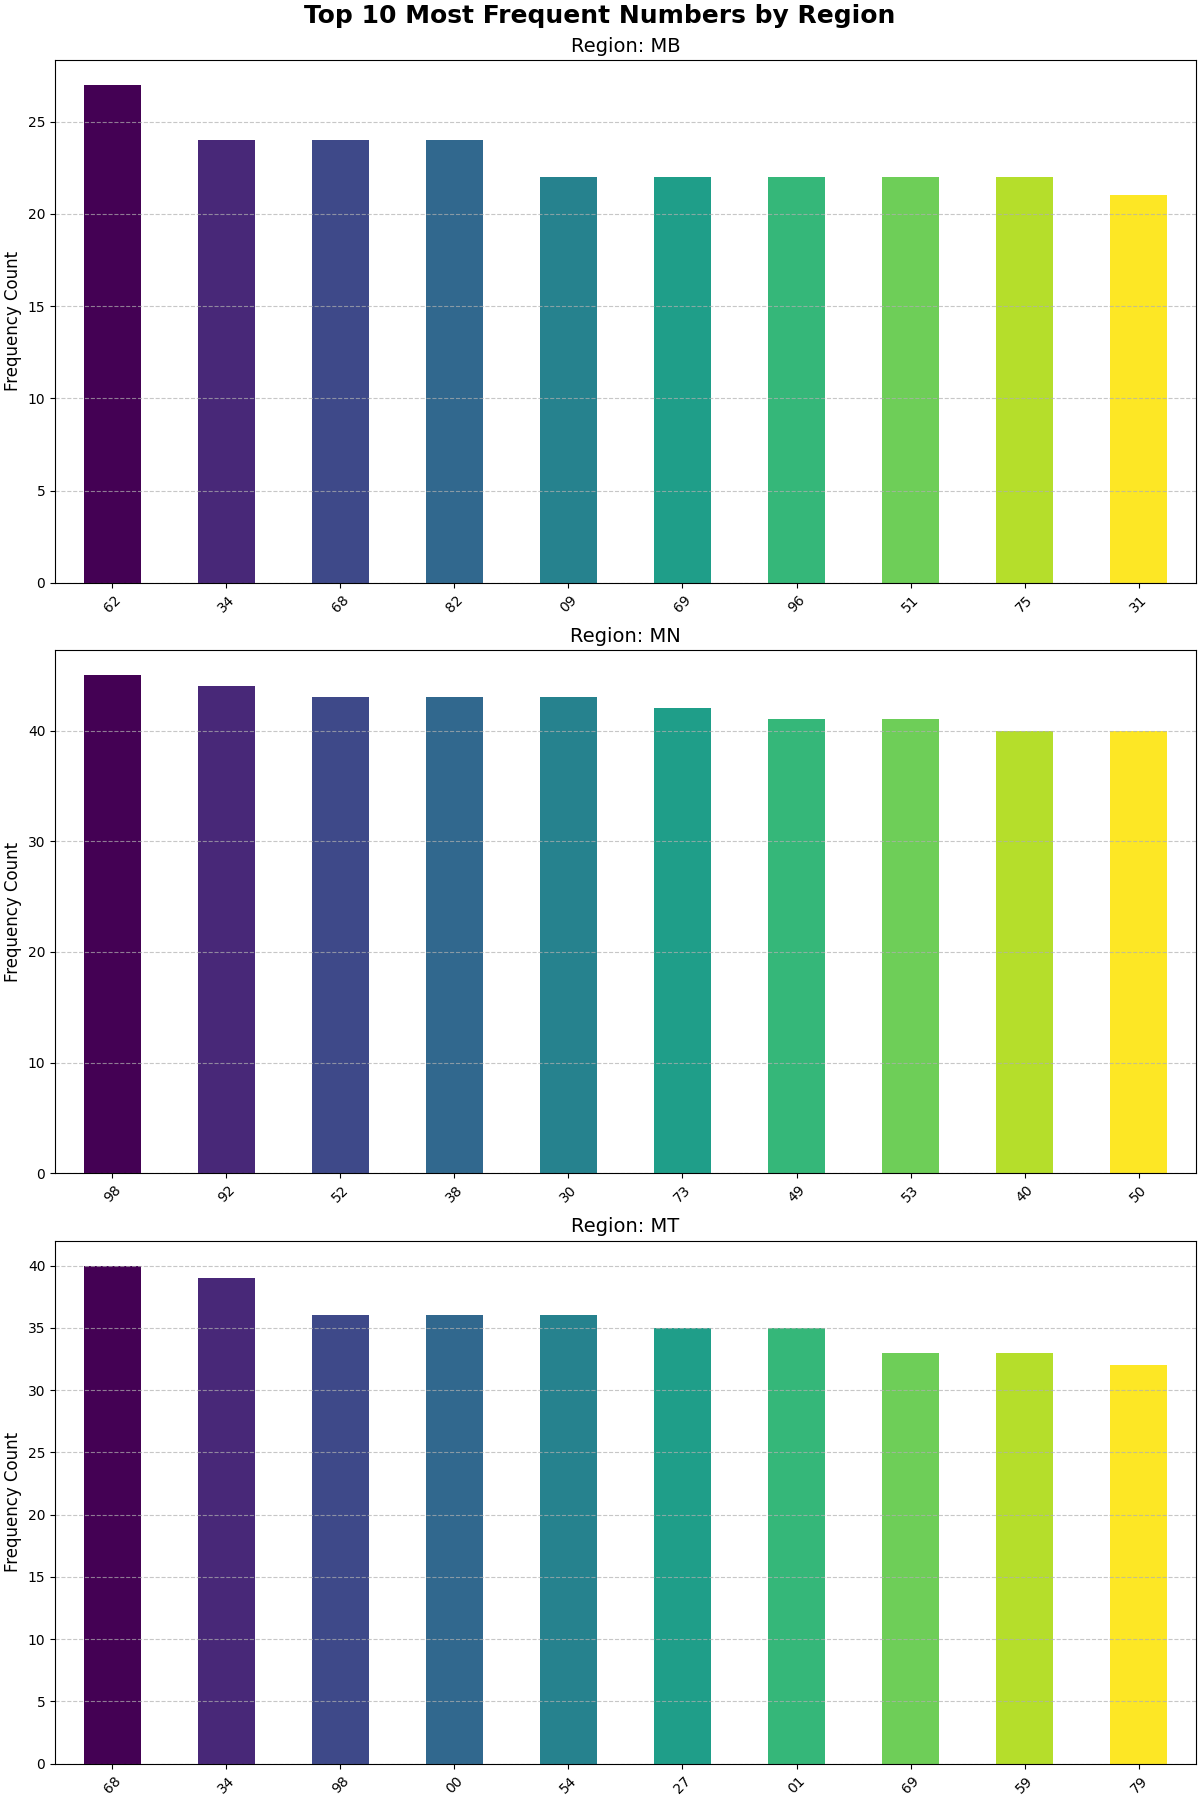 Top 10 Most Frequent Numbers by Region
Region: MB
Frequency Count
25
20
15
10
5
0
62 34 68 82 09 69 96 51 75 31
Region: MN
Frequency Count
40
30
20
10
0
98 92 52 38 30 73 49 53 40 50
Region: MT
Frequency Count
40
35
30
25
20
15
10
5
0
68 34 98 00 54 27 01 69 59 79